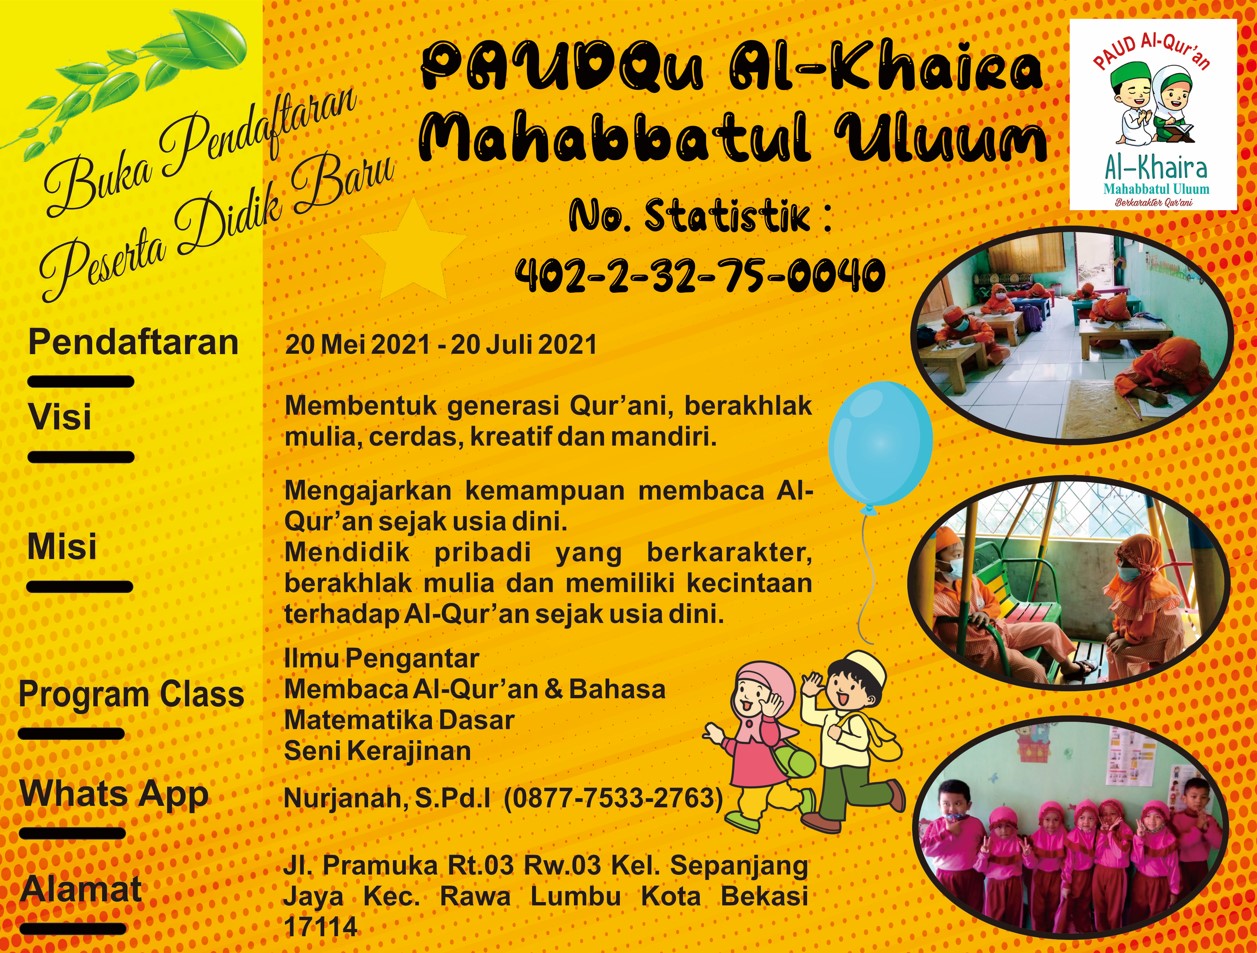 Buka Pendaftaran
Peserta Didik Baru
PAUDQu Al-Khaira
Mahabbatul Uluum
No. Statistik :
402-2-32-75-0040
PAUD Al-Qur'an
Al-Khaira
Mahabbatul Uluum
Berkarakter Qur'ani
Pendaftaran
20 Mei 2021 - 20 Juli 2021
Visi
Membentuk generasi Qur'ani, berakhlak
mulia, cerdas, kreatif dan mandiri.
Misi
Mengajarkan kemampuan membaca Al-
Qur'an sejak usia dini.
Mendidik pribadi yang berkarakter,
berakhlak mulia dan memiliki kecintaan
terhadap Al-Qur'an sejak usia dini.
Program Class
Ilmu Pengantar
Membaca Al-Qur'an & Bahasa
Matematika Dasar
Seni Kerajinan
Whats App
Nurjanah, S.Pd.I (0877-7533-2763)
Alamat
Jl. Pramuka Rt.03 Rw.03 Kel. Sepanjang
Jaya Kec. Rawa Lumbu Kota Bekasi
17114